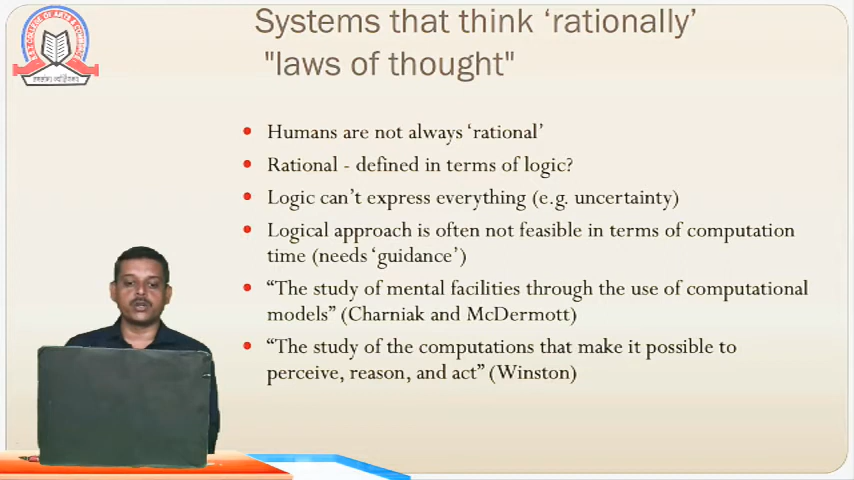 Systems that think ‘rationally’
"laws of thought"
Humans are not always ‘rational’
Rational - defined in terms of logic?
Logic can’t express everything (e.g. uncertainty)
Logical approach is often not feasible in terms of computation
time (needs ‘guidance’)
“The study of mental facilities through the use of computational
models” (Charniak and McDermott)
“The study of the computations that make it possible to
perceive, reason, and act” (Winston)